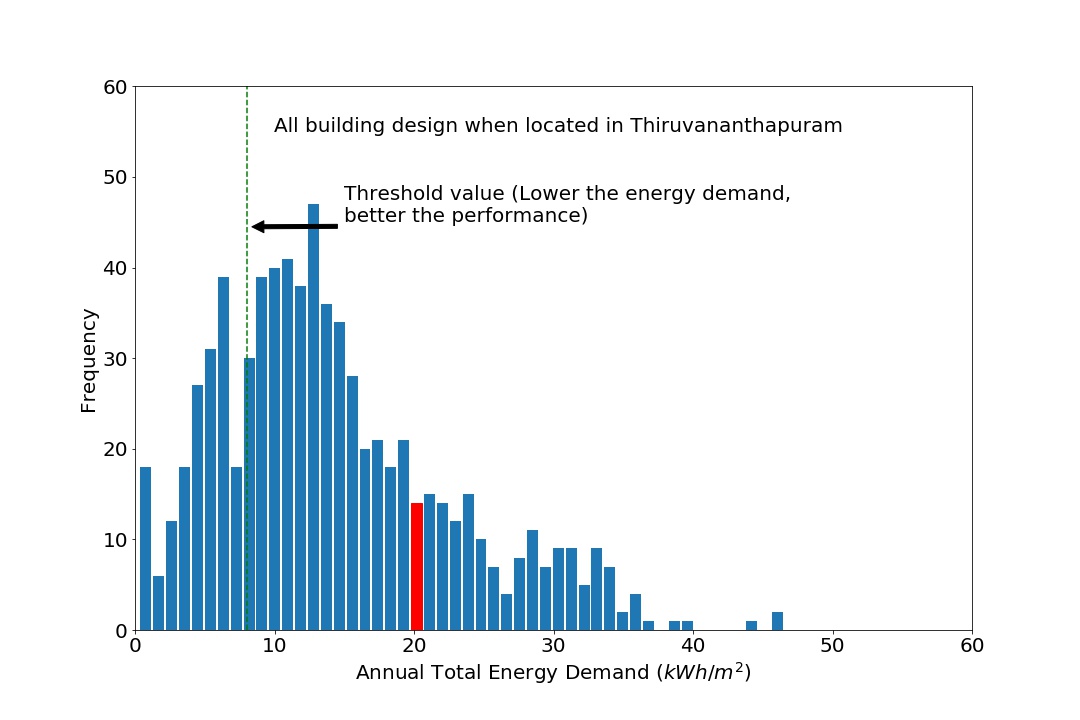 60
50
40
30
20
10
0
Frequency
All building design when located in Thiruvananthapuram
Threshold value (Lower the energy demand,
better the performance)
0 10 20 30 40 50 60
Annual Total Energy Demand (kWh/m²)